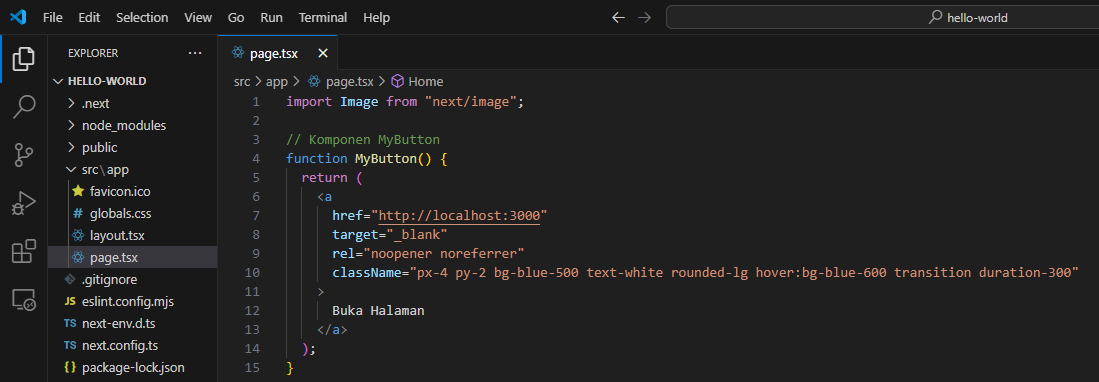 File Edit Selection View Go Run Terminal Help hello-world
EXPLORER
HELLO-WORLD
.next
node_modules
public
src\app
favicon.ico
globals.css
layout.tsx
page.tsx
.gitignore
eslint.config.mjs
TS next-env.d.ts
TS next.config.ts
package-lock.json
page.tsx
src > app > page.tsx > Home
1 import Image from "next/image";
2
3 // Komponen MyButton
4 function MyButton() {
5   return (
6     <a
7       href="http://localhost:3000"
8       target="_blank"
9       rel="noopener noreferrer"
10       className="px-4 py-2 bg-blue-500 text-white rounded-lg hover:bg-blue-600 transition duration-300"
11     >
12       Buka Halaman
13     </a>
14   );
15 }